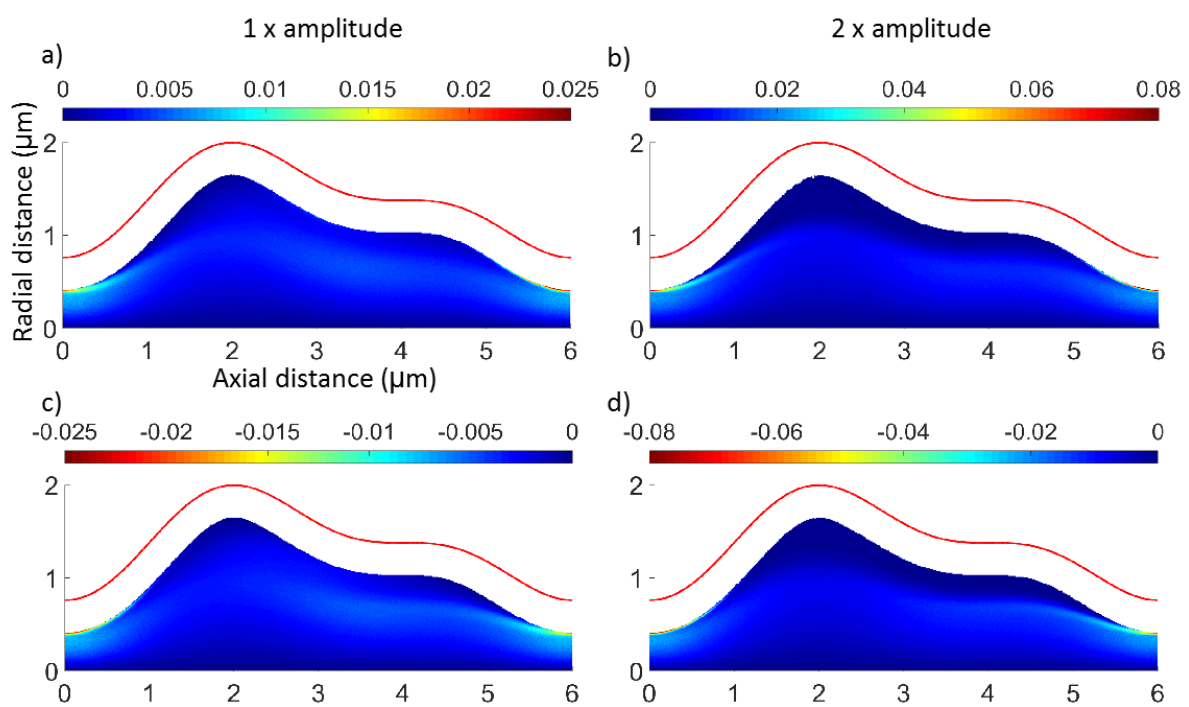 1 x amplitude 2 x amplitude
a) b)
0 0.005 0.01 0.015 0.02 0.025 0 0.02 0.04 0.06 0.08
Radial distance (μm)
2 2
1 1
0 0
0 1 2 3 4 5 6 0 1 2 3 4 5 6
Axial distance (μm)
c) d)
-0.025 -0.02 -0.015 -0.01 -0.005 0 -0.08 -0.06 -0.04 -0.02 0
2 2
1 1
0 0
0 1 2 3 4 5 6 0 1 2 3 4 5 6